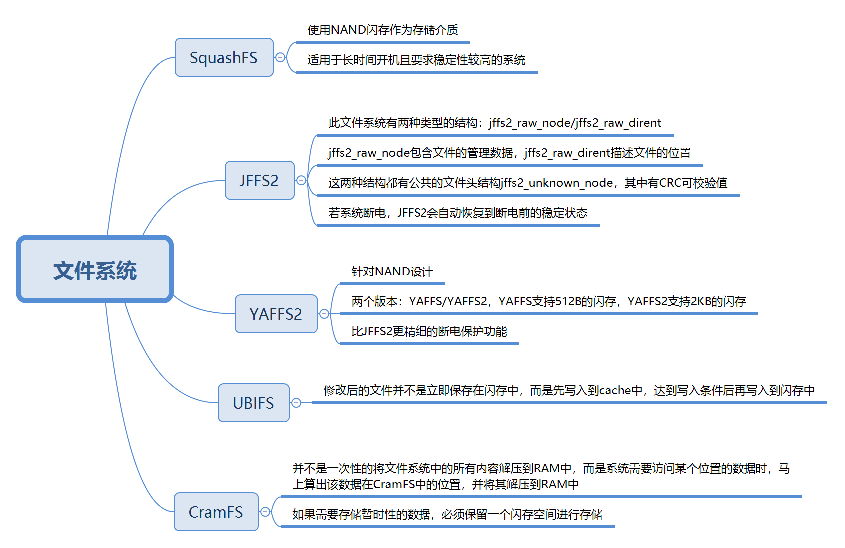 文件系统
SquashFS
使用NAND闪存作为存储介质
适用于长时间开机且要求稳定性较高的系统
JFFS2
此文件系统有两种类型的结构：jffs2_raw_node/jffs2_raw_dirent
jffs2_raw_node包含文件的管理数据，jffs2_raw_dirent描述文件的位置
这两种结构都有公共的文件头结构jffs2_unknown_node，其中有CRC可校验值
若系统断电，JFFS2会自动恢复到断电前的稳定状态
YAFFS2
针对NAND设计
两个版本：YAFFS/YAFFS2，YAFFS支持512B的闪存，YAFFS2支持2KB的闪存
比JFFS2更精细的断电保护功能
UBIFS
修改后的文件并不是立即保存在闪存中，而是先写入到cache中，达到写入条件后再写入到闪存中
CramFS
并不是一次性的将文件系统中的所有内容解压到RAM中，而是系统需要访问某个位置的数据时，马
上算出该数据在CramFS中的位置，并将其解压到RAM中
如果需要存储暂时性的数据，必须保留一个闪存空间进行存储